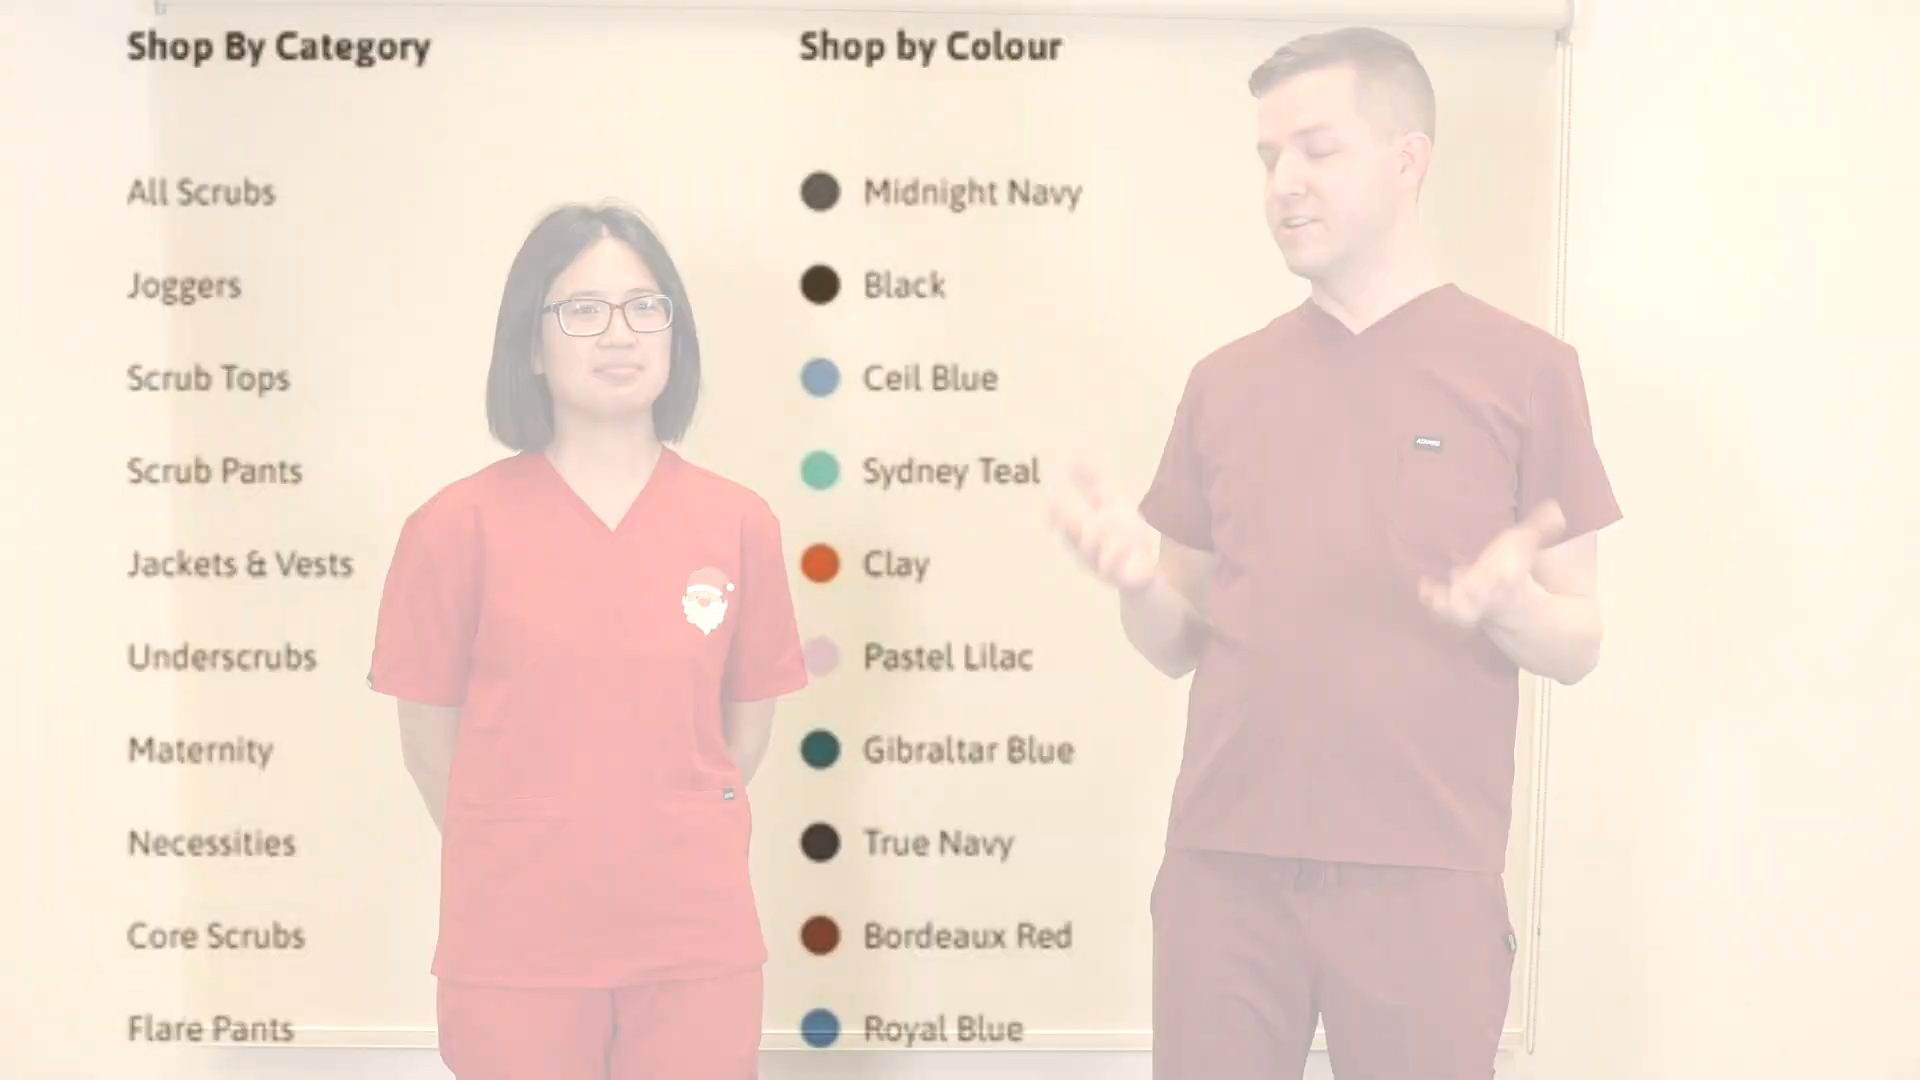 Shop By Category
All Scrubs
Joggers
Scrub Tops
Scrub Pants
Jackets & Vests
Underscrubs
Maternity
Necessities
Core Scrubs
Flare Pants
Shop by Colour
Midnight Navy
Black
Ceil Blue
Sydney Teal
Clay
Pastel Lilac
Gibraltar Blue
True Navy
Bordeaux Red
Royal Blue